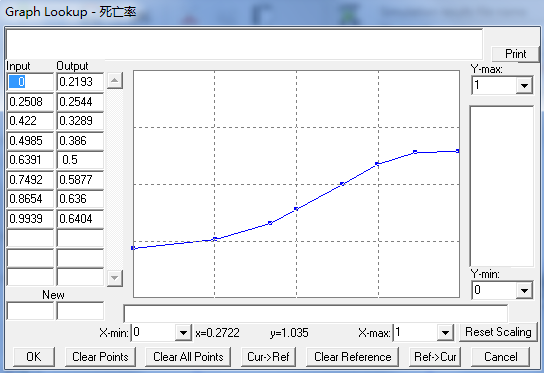 Graph Lookup - 死亡率
Print
Input Output
Y-max:
0 0.2193
1
0.2508 0.2544
0.422 0.3289
0.4985 0.386
0.6391 0.5
0.7492 0.5877
0.8654 0.636
0.9939 0.6404
Y-min:
New
0
X-min: 0 x=0.2722 y=1.035 X-max: 1 Reset Scaling
OK Clear Points Clear All Points Cur->Ref Clear Reference Ref->Cur Cancel